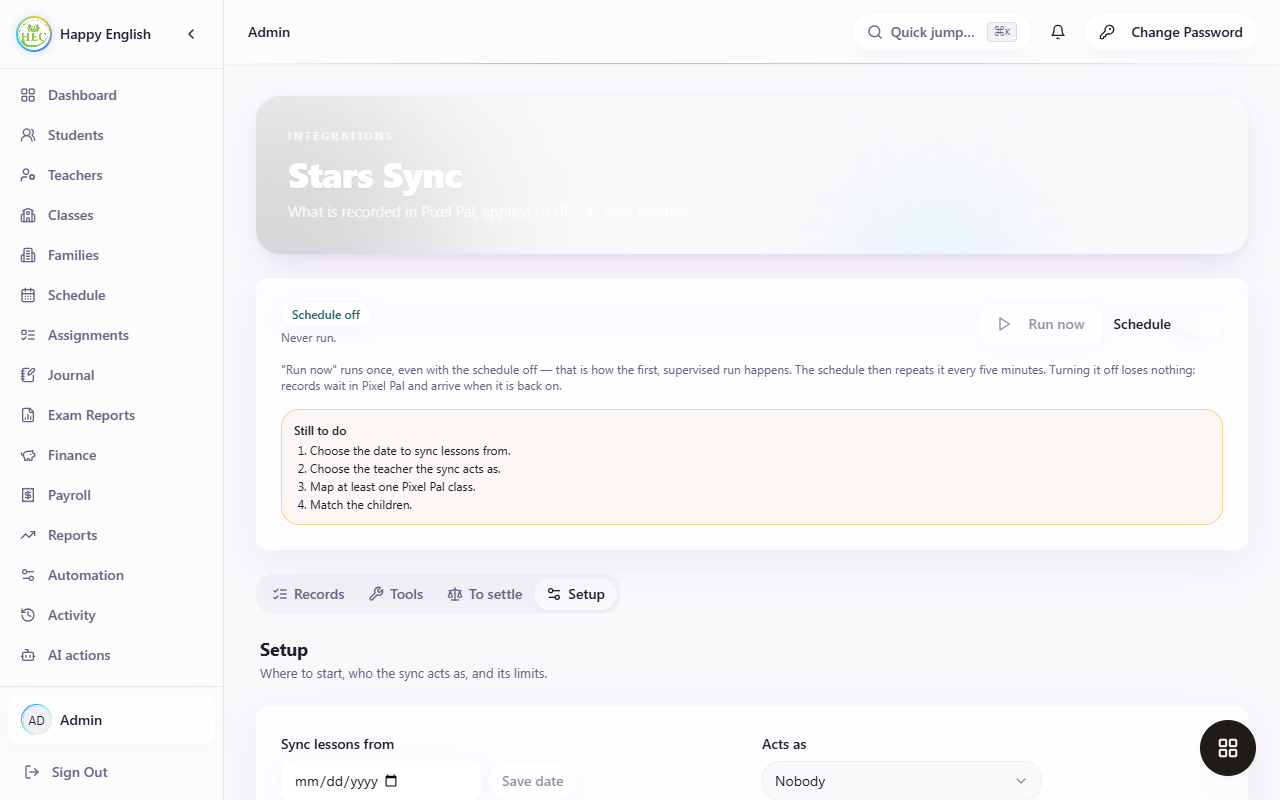 HEC
Happy English
Dashboard
Students
Teachers
Classes
Families
Schedule
Assignments
Journal
Exam Reports
Finance
Payroll
Reports
Automation
Activity
AI actions
AD
Admin
Sign Out
Admin
Quick jump...
⌘K
Change Password
INTEGRATIONS
Stars Sync
What is recorded in Pixel Pal, applied to HEC as your teacher.
Schedule off
Never run.
Run now
Schedule
"Run now" runs once, even with the schedule off — that is how the first, supervised run happens. The schedule then repeats it every five minutes. Turning it off loses nothing:
records wait in Pixel Pal and arrive when it is back on.
Still to do
1. Choose the date to sync lessons from.
2. Choose the teacher the sync acts as.
3. Map at least one Pixel Pal class.
4. Match the children.
Records
Tools
To settle
Setup
Setup
Where to start, who the sync acts as, and its limits.
Sync lessons from
mm/dd/yyyy
Save date
Acts as
Nobody